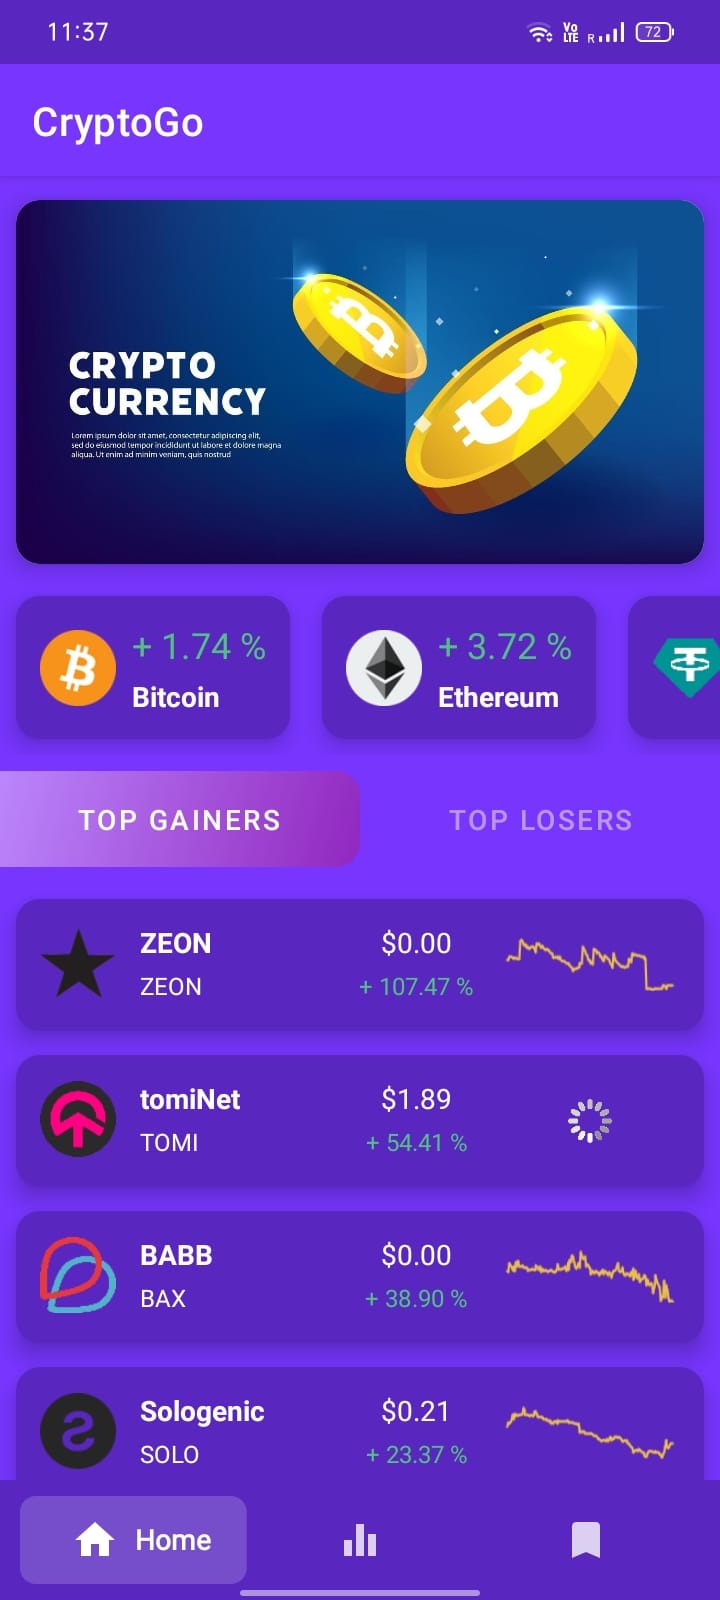 11:37
Vo
LTE
R
72
CryptoGo
CRYPTO
CURRENCY
Lorem ipsum dolor sit amet, consectetur adipiscing elit,
sed do eiusmod tempor incididunt ut labore et dolore magna
aliqua. Ut enim ad minim veniam, quis nostrud
+ 1.74 %
Bitcoin
+ 3.72 %
Ethereum
TOP GAINERS
TOP LOSERS
ZEON
$0.00
ZEON
+ 107.47 %
tomiNet
$1.89
TOMI
+ 54.41 %
BABB
$0.00
BAX
+ 38.90 %
Sologenic
$0.21
SOLO
+ 23.37 %
Home